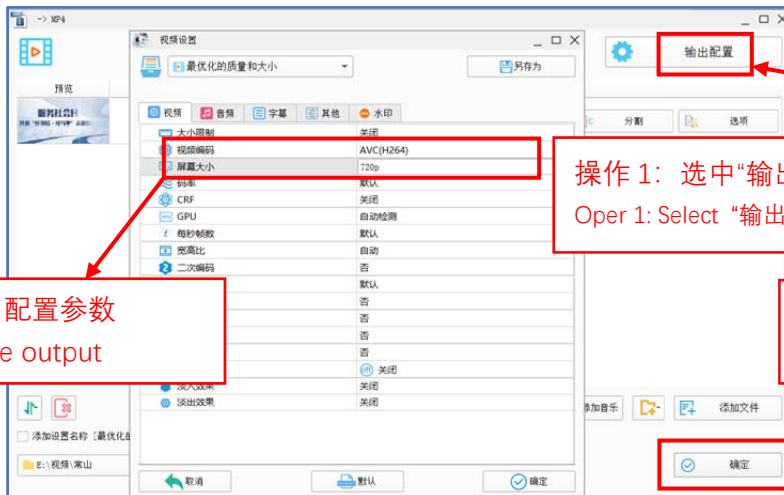 -> MP4
视频设置
最优化的质量和大小
另存为
输出配置
预览
视频
音频
字幕
其他
水印
分割
选项
大小限制 关闭
视频编码 AVC(H264)
屏幕大小 720p
码率 默认
CRF 关闭
GPU 自动检测
每秒帧数 默认
宽高比 自动
二次编码 否
默认
否
否
否
否
off 关闭
淡入效果 关闭
淡出效果 关闭
操作 1：选中“输出
Oper 1: Select “输出
配置参数
e output
添加音乐
添加文件
添加设置名称 [最优化的
E:\视频\常山
取消
默认
确定
确定